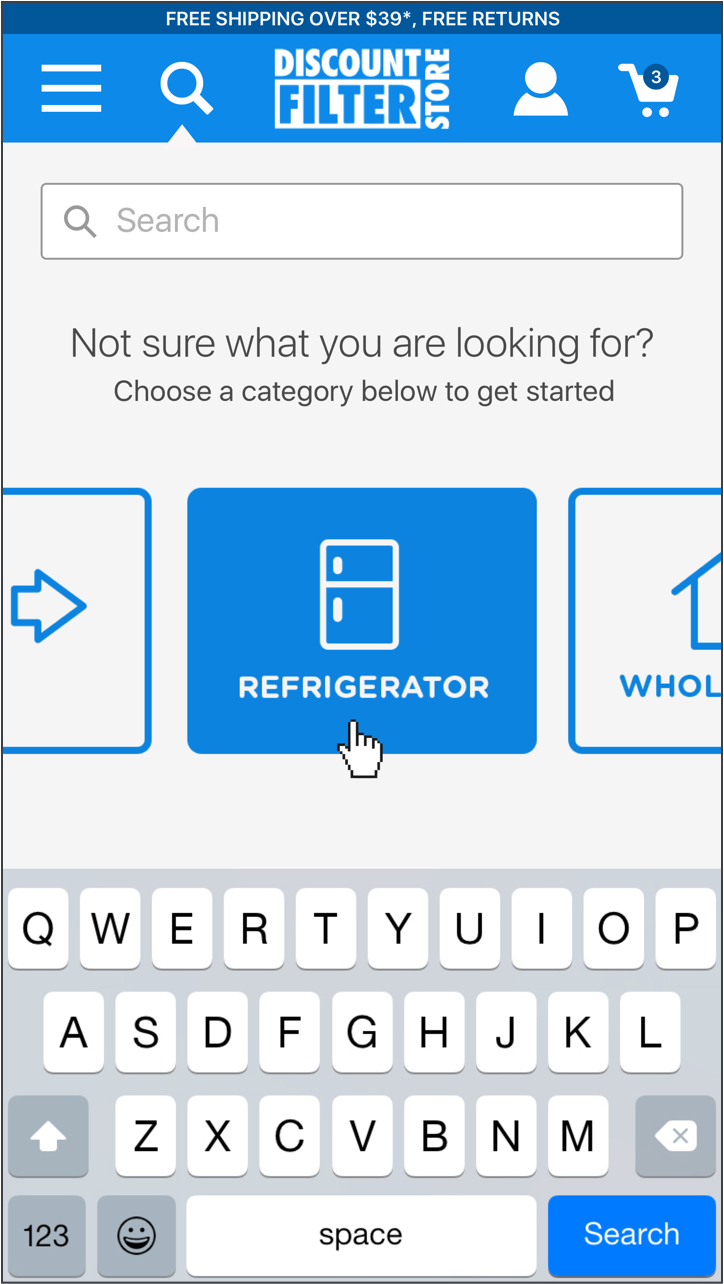 FREE SHIPPING OVER $39*, FREE RETURNS
DISCOUNT
FILTER
STORE
3
Search
Not sure what you are looking for?
Choose a category below to get started
REFRIGERATOR
WHOL
Q W E R T Y U I O P
A S D F G H J K L
Z X C V B N M
123 space Search